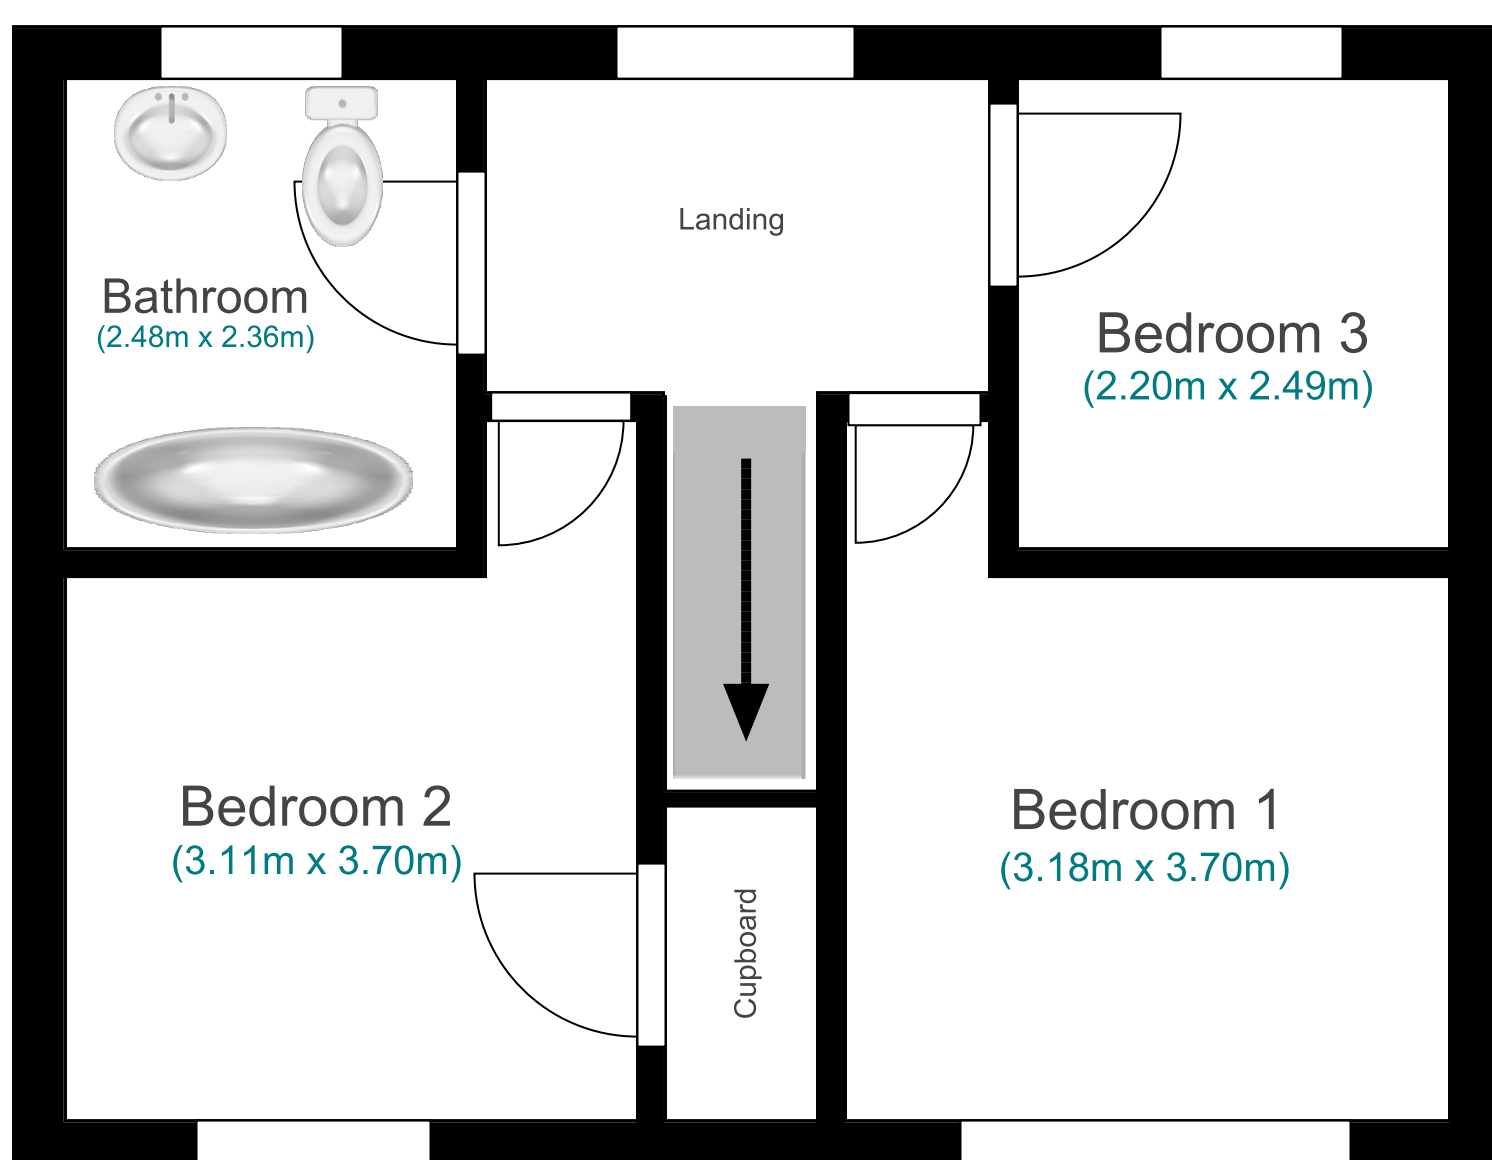 Landing
Bathroom
(2.48m x 2.36m)
Bedroom 3
(2.20m x 2.49m)
Bedroom 2
(3.11m x 3.70m)
Bedroom 1
(3.18m x 3.70m)
Cupboard